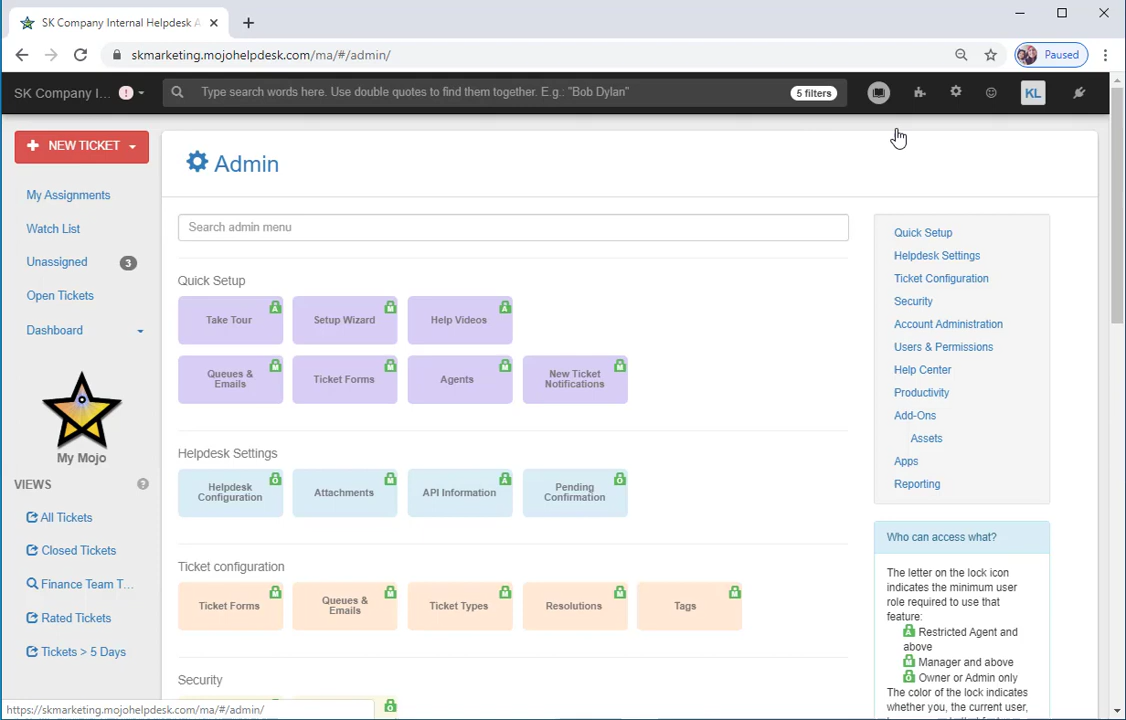 SK Company Internal Helpdesk A
Paused
skmarketing.mojohelpdesk.com/ma/#/admin/
SK Company I...
Type search words here. Use double quotes to find them together. E.g.: "Bob Dylan"
5 filters
KL
NEW TICKET
My Assignments
Watch List
Unassigned 3
Open Tickets
Dashboard
My Mojo
VIEWS
All Tickets
Closed Tickets
Finance Team T...
Rated Tickets
Tickets > 5 Days
Admin
Search admin menu
Quick Setup
Take Tour A
Setup Wizard M
Help Videos A
Queues &
Emails M
Ticket Forms M
Agents M
New Ticket
Notifications M
Helpdesk Settings
Helpdesk
Configuration O
Attachments M
API Information A
Pending
Confirmation O
Ticket configuration
Ticket Forms M
Queues &
Emails M
Ticket Types M
Resolutions M
Tags M
Security
O
Quick Setup
Helpdesk Settings
Ticket Configuration
Security
Account Administration
Users & Permissions
Help Center
Productivity
Add-Ons
Assets
Apps
Reporting
Who can access what?
The letter on the lock icon
indicates the minimum user
role required to use that
feature:
A Restricted Agent and
above
M Manager and above
O Owner or Admin only
The color of the lock indicates
whether you, the current user,
https://skmarketing.mojohelpdesk.com/ma/#/admin/